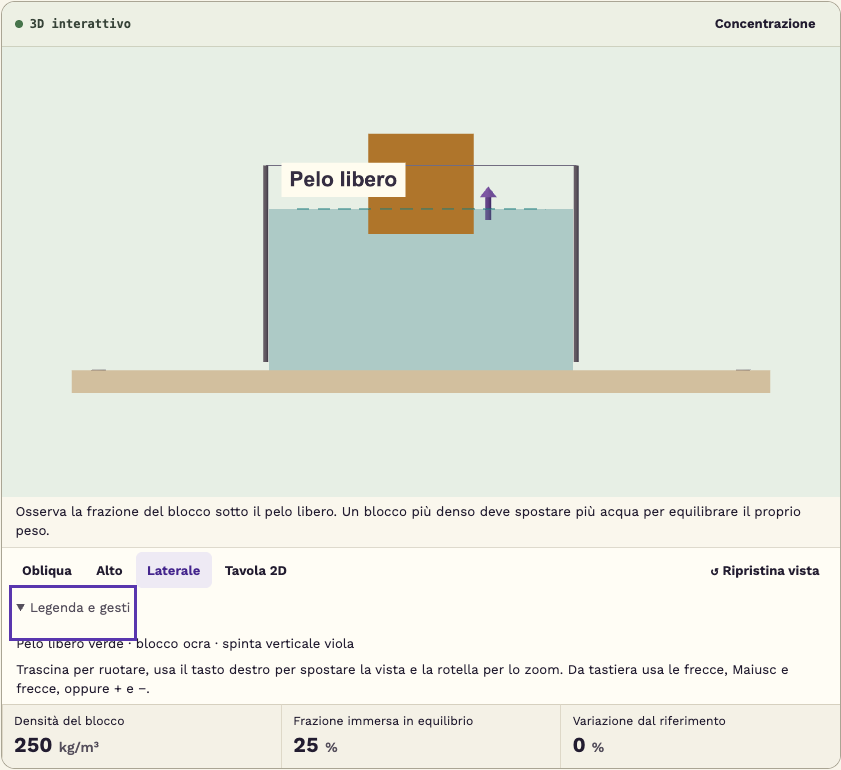 3D interattivo
Concentrazione
Pelo libero
Osserva la frazione del blocco sotto il pelo libero. Un blocco più denso deve spostare più acqua per equilibrare il proprio
peso.
Obliqua Alto Laterale Tavola 2D ↺ Ripristina vista
▼ Legenda e gesti
Pelo libero verde · blocco ocra · spinta verticale viola
Trascina per ruotare, usa il tasto destro per spostare la vista e la rotella per lo zoom. Da tastiera usa le frecce, Maiusc e
frecce, oppure + e −.
Densità del blocco
250 kg/m³
Frazione immersa in equilibrio
25 %
Variazione dal riferimento
0 %